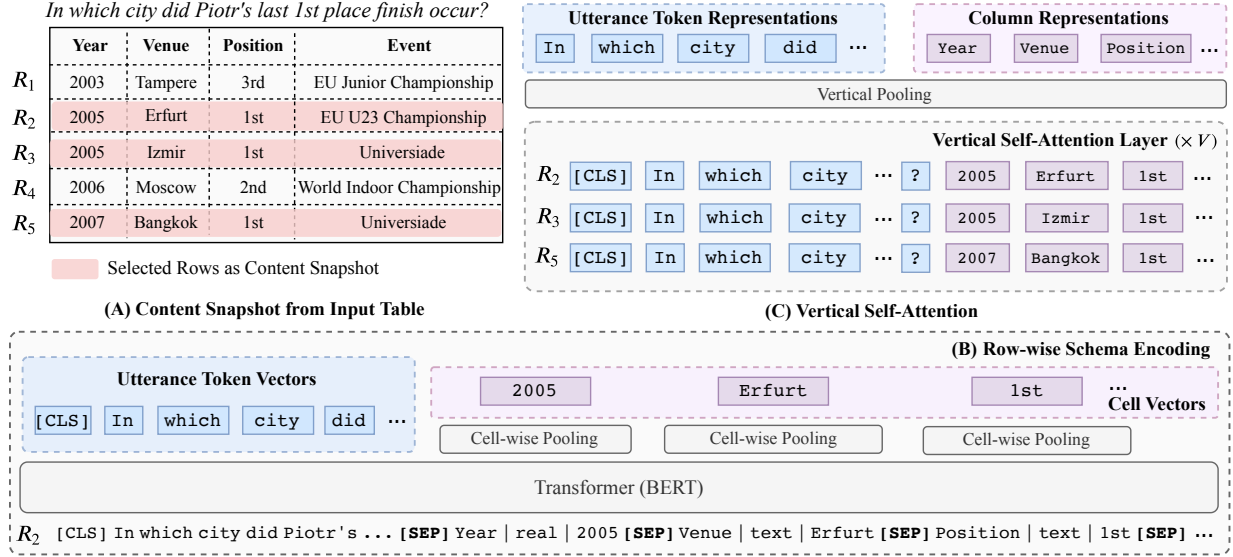 In which city did Piotr's last 1st place finish occur?
Year Venue Position Event
R1 2003 Tampere 3rd EU Junior Championship
R2 2005 Erfurt 1st EU U23 Championship
R3 2005 Izmir 1st Universiade
R4 2006 Moscow 2nd World Indoor Championship
R5 2007 Bangkok 1st Universiade
Selected Rows as Content Snapshot
(A) Content Snapshot from Input Table
Utterance Token Representations
In which city did ...
Column Representations
Year Venue Position ...
Vertical Pooling
Vertical Self-Attention Layer (× V)
R2 [CLS] In which city ... ? 2005 Erfurt 1st ...
R3 [CLS] In which city ... ? 2005 Izmir 1st ...
R5 [CLS] In which city ... ? 2007 Bangkok 1st ...
(C) Vertical Self-Attention
(B) Row-wise Schema Encoding
Utterance Token Vectors
[CLS] In which city did ...
2005 Erfurt 1st ...
Cell Vectors
Cell-wise Pooling Cell-wise Pooling Cell-wise Pooling
Transformer (BERT)
R2 [CLS] In which city did Piotr's ... [SEP] Year | real | 2005 [SEP] Venue | text | Erfurt [SEP] Position | text | 1st [SEP] ...